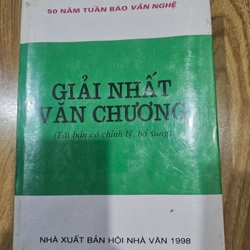 50 NĂM TUẦN BÁO VĂN NGHỆ
GIẢI NHẤT
VĂN CHƯƠNG
(Tái bản có chỉnh lý, bổ sung)
NHÀ XUẤT BẢN HỘI NHÀ VĂN 1998